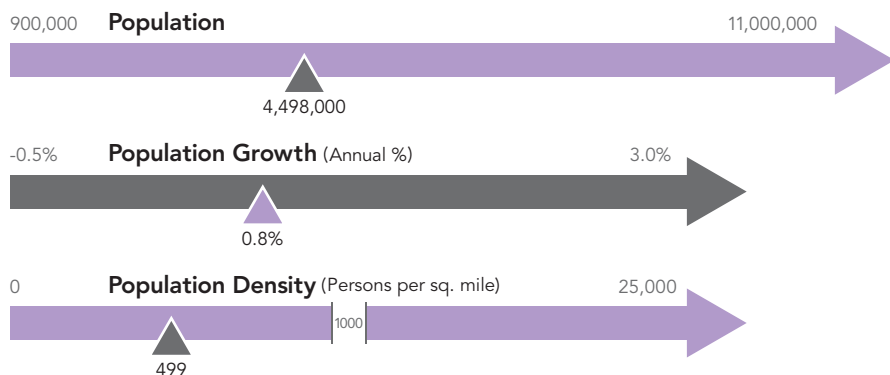 900,000 Population 11,000,000
4,498,000
-0.5% Population Growth (Annual %) 3.0%
0.8%
0 Population Density (Persons per sq. mile) 25,000
1000
499